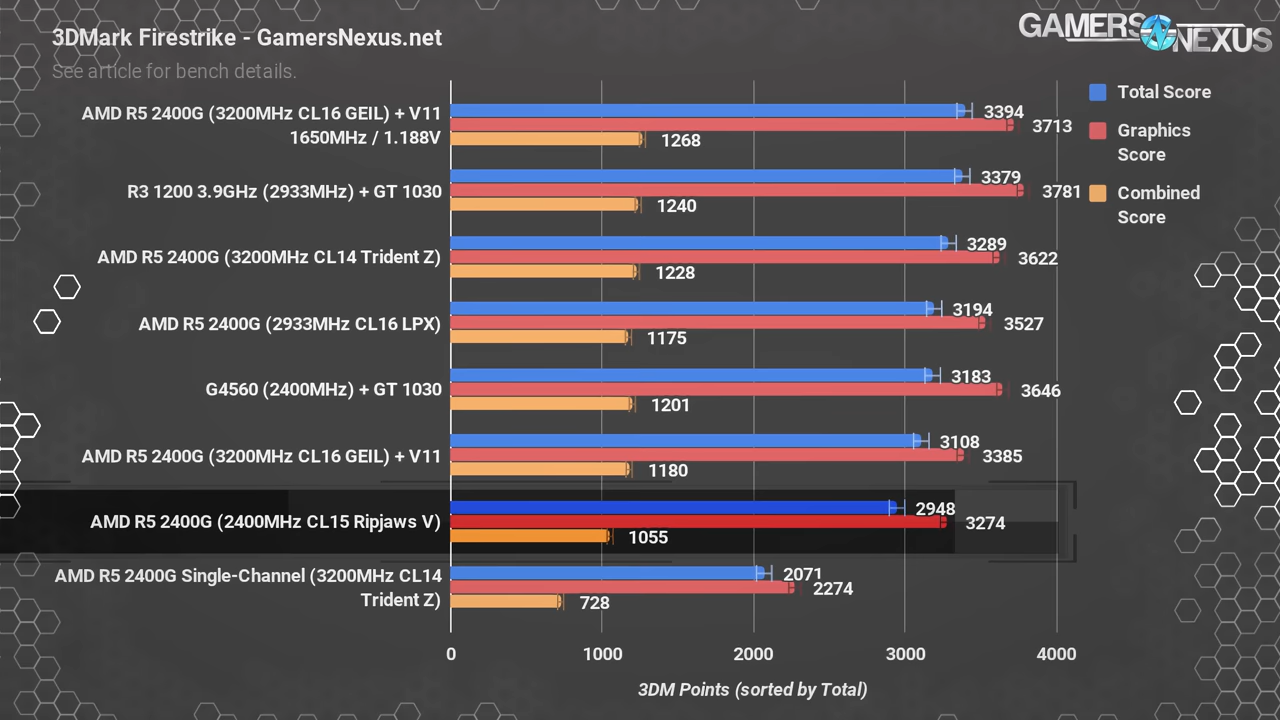 3DMark Firestrike - GamersNexus.net
See article for bench details.
GAMERS NEXUS
Total Score
Graphics
Score
Combined
Score
AMD R5 2400G (3200MHz CL16 GEIL) + V11
1650MHz / 1.188V
3394
3713
1268
R3 1200 3.9GHz (2933MHz) + GT 1030
3379
3781
1240
AMD R5 2400G (3200MHz CL14 Trident Z)
3289
3622
1228
AMD R5 2400G (2933MHz CL16 LPX)
3194
3527
1175
G4560 (2400MHz) + GT 1030
3183
3646
1201
AMD R5 2400G (3200MHz CL16 GEIL) + V11
3108
3385
1180
AMD R5 2400G (2400MHz CL15 Ripjaws V)
2948
3274
1055
AMD R5 2400G Single-Channel (3200MHz CL14
Trident Z)
2071
2274
728
0 1000 2000 3000 4000
3DM Points (sorted by Total)